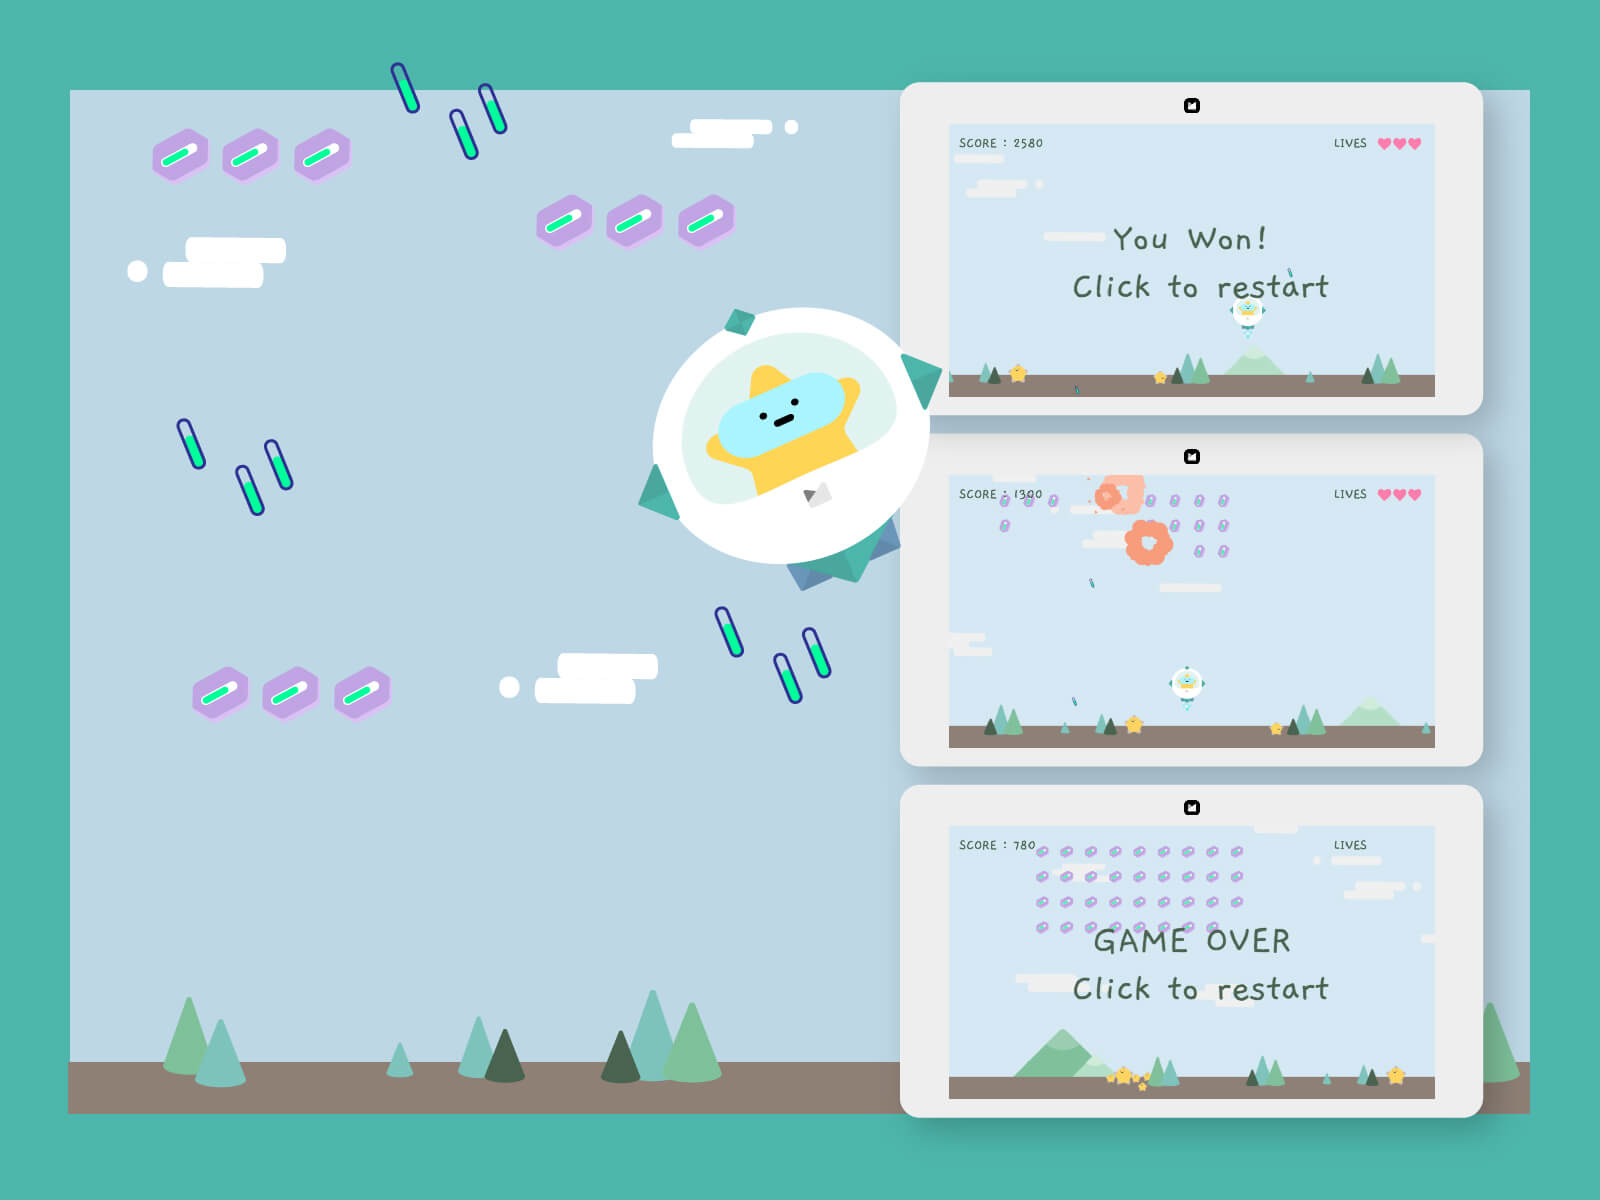 SCORE : 2580
LIVES
You Won!
Click to restart
SCORE : 1300
LIVES
SCORE : 780
LIVES
GAME OVER
Click to restart